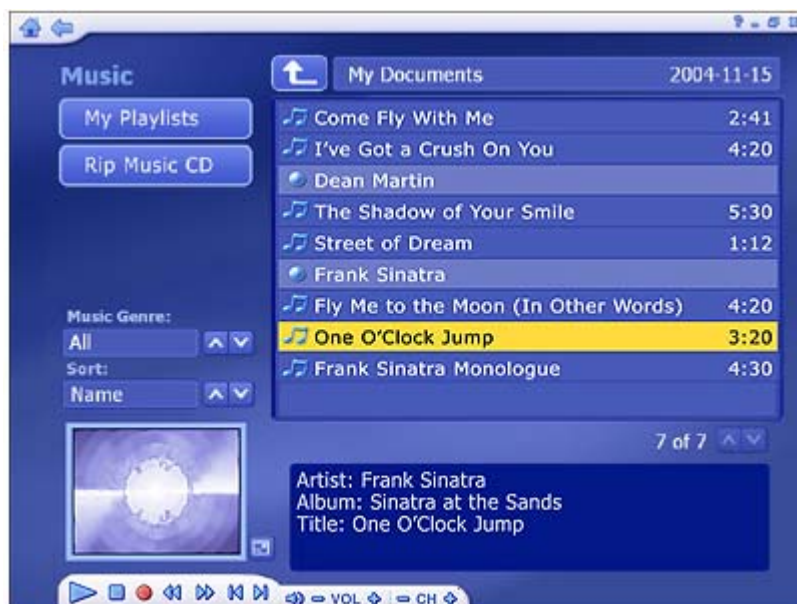 ? - 
Music
My Documents 2004-11-15
My Playlists
Rip Music CD
Come Fly With Me 2:41
I've Got a Crush On You 4:20
Dean Martin
The Shadow of Your Smile 5:30
Street of Dream 1:12
Frank Sinatra
Fly Me to the Moon (In Other Words) 4:20
One O'Clock Jump 3:20
Frank Sinatra Monologue 4:30
Music Genre:
All
Sort:
Name
7 of 7
Artist: Frank Sinatra
Album: Sinatra at the Sands
Title: One O'Clock Jump
VOL CH